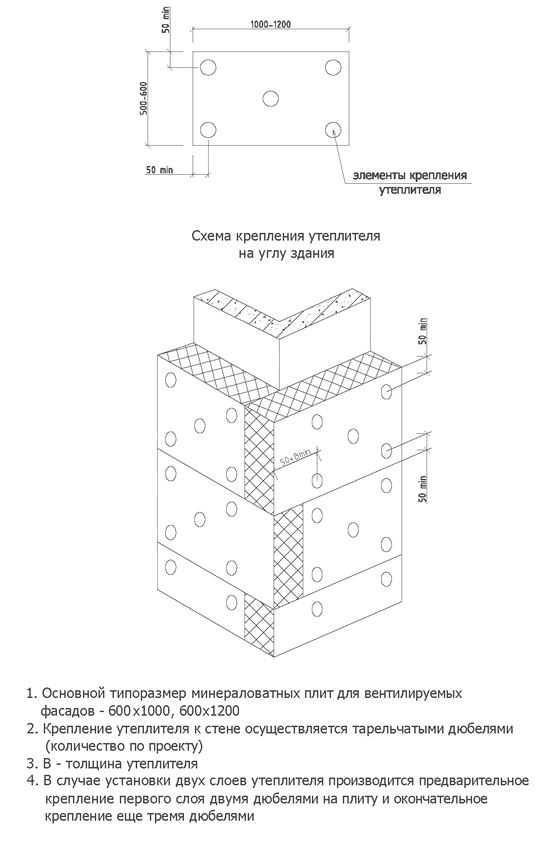 50 min
1000-1200
500-600
50 min
элементы крепления
утеплителя
Схема крепления утеплителя
на углу здания
50 min
50+Bmin
50 min
1. Основной типоразмер минераловатных плит для вентилируемых
фасадов - 600x1000, 600x1200
2. Крепление утеплителя к стене осуществляется тарельчатыми дюбелями
(количество по проекту)
3. В - толщина утеплителя
4. В случае установки двух слоев утеплителя производится предварительное
крепление первого слоя двумя дюбелями на плиту и окончательное
крепление еще тремя дюбелями